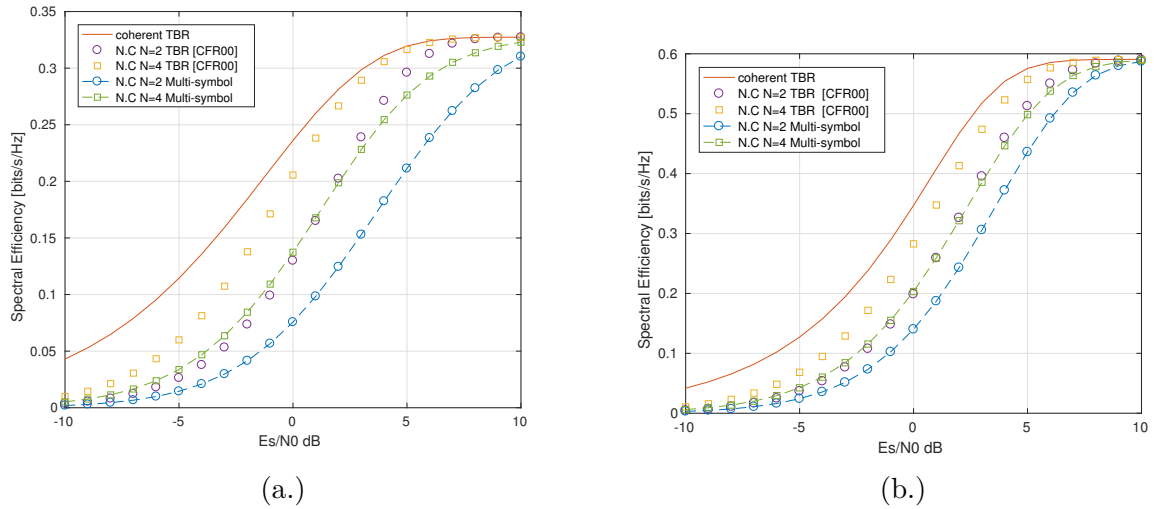 0.35
0.3
0.25
0.2
0.15
0.1
0.05
0
-10
-5
0
5
10
Spectral Efficiency [bits/s/Hz]
Es/N0 dB
coherent TBR
N.C N=2 TBR [CFR00]
N.C N=4 TBR [CFR00]
N.C N=2 Multi-symbol
N.C N=4 Multi-symbol
(a.)
0.6
0.5
0.4
0.3
0.2
0.1
0
-10
-5
0
5
10
Spectral Efficiency [bits/s/Hz]
Es/N0 dB
coherent TBR
N.C N=2 TBR [CFR00]
N.C N=4 TBR [CFR00]
N.C N=2 Multi-symbol
N.C N=4 Multi-symbol
(b.)